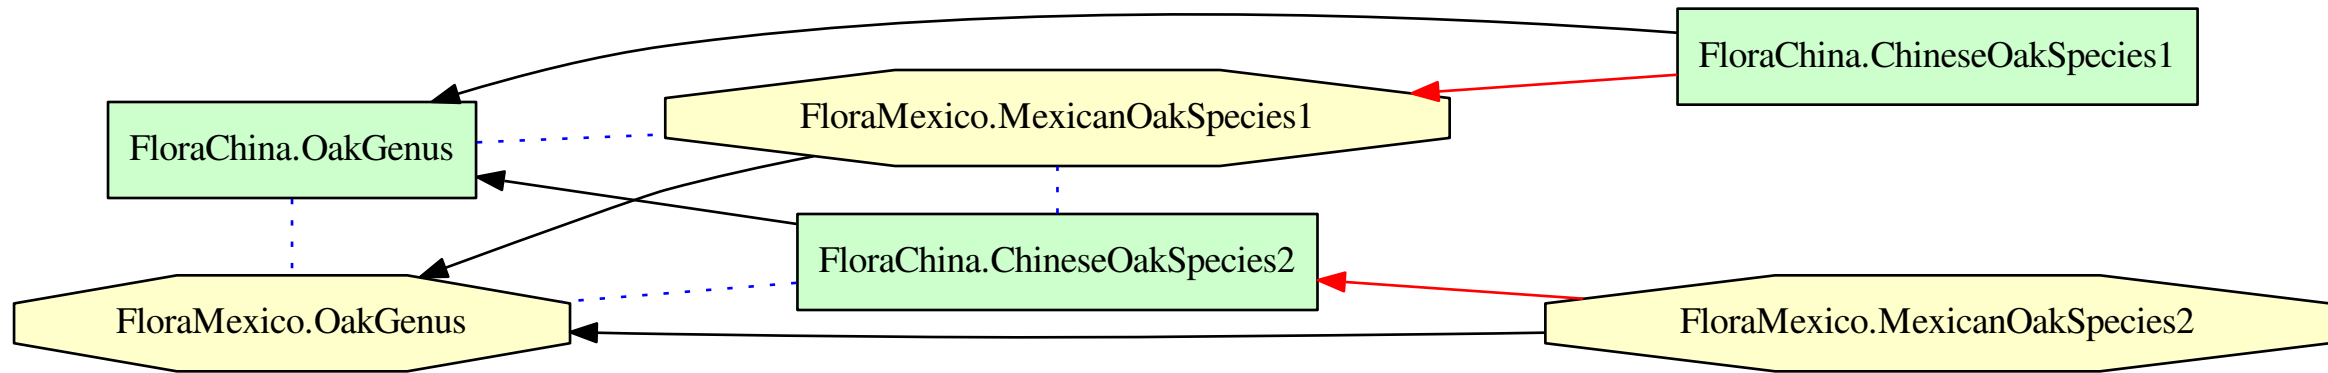 FloraChina.ChineseOakSpecies1
FloraMexico.MexicanOakSpecies1
FloraChina.OakGenus
FloraChina.ChineseOakSpecies2
FloraMexico.OakGenus
FloraMexico.MexicanOakSpecies2